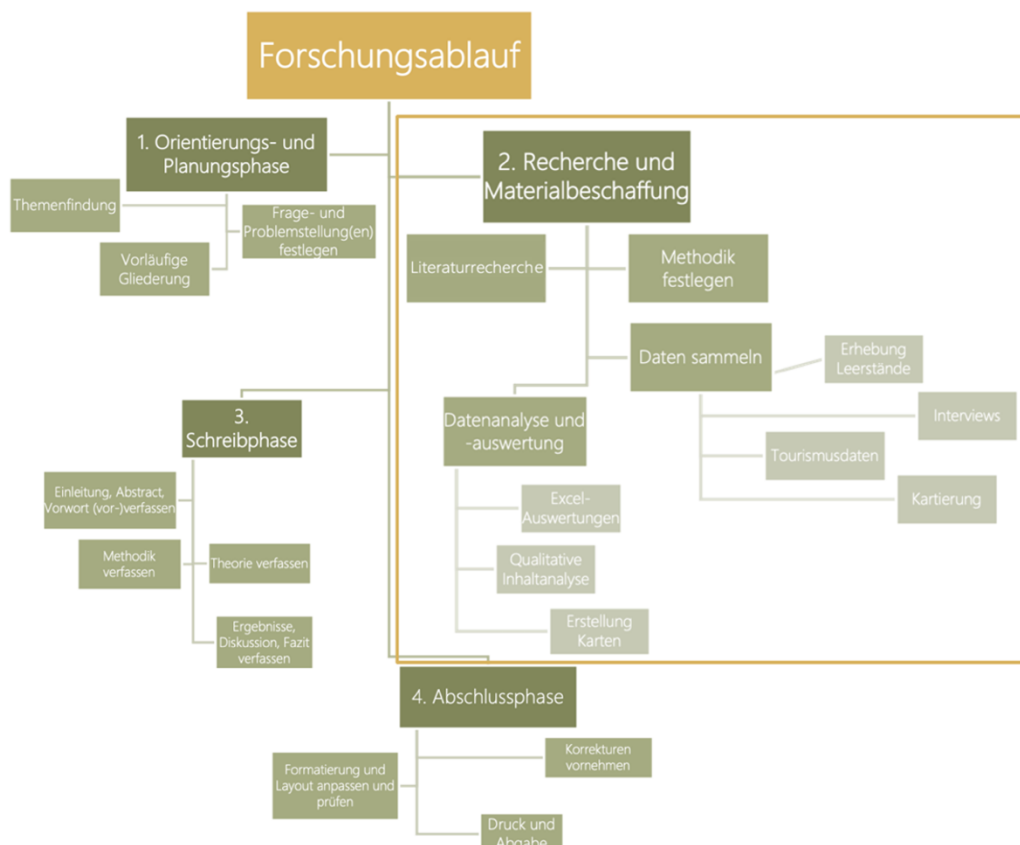 Forschungsablauf
1. Orientierungs- und
Planungsphase
Themenfindung
Frage- und
Problemstellung(en)
festlegen
Vorläufige
Gliederung
2. Recherche und
Materialbeschaffung
Literaturrecherche
Methodik
festlegen
Daten sammeln
Erhebung
Leerstände
Interviews
Tourismusdaten
Kartierung
Datenanalyse und
-auswertung
Excel-
Auswertungen
Qualitative
Inhaltanalyse
Erstellung
Karten
3.
Schreibphase
Einleitung, Abstract,
Vorwort (vor-)verfassen
Methodik
verfassen
Theorie verfassen
Ergebnisse,
Diskussion, Fazit
verfassen
4. Abschlussphase
Korrekturen
vornehmen
Formatierung und
Layout anpassen und
prüfen
Druck und
Abgabe